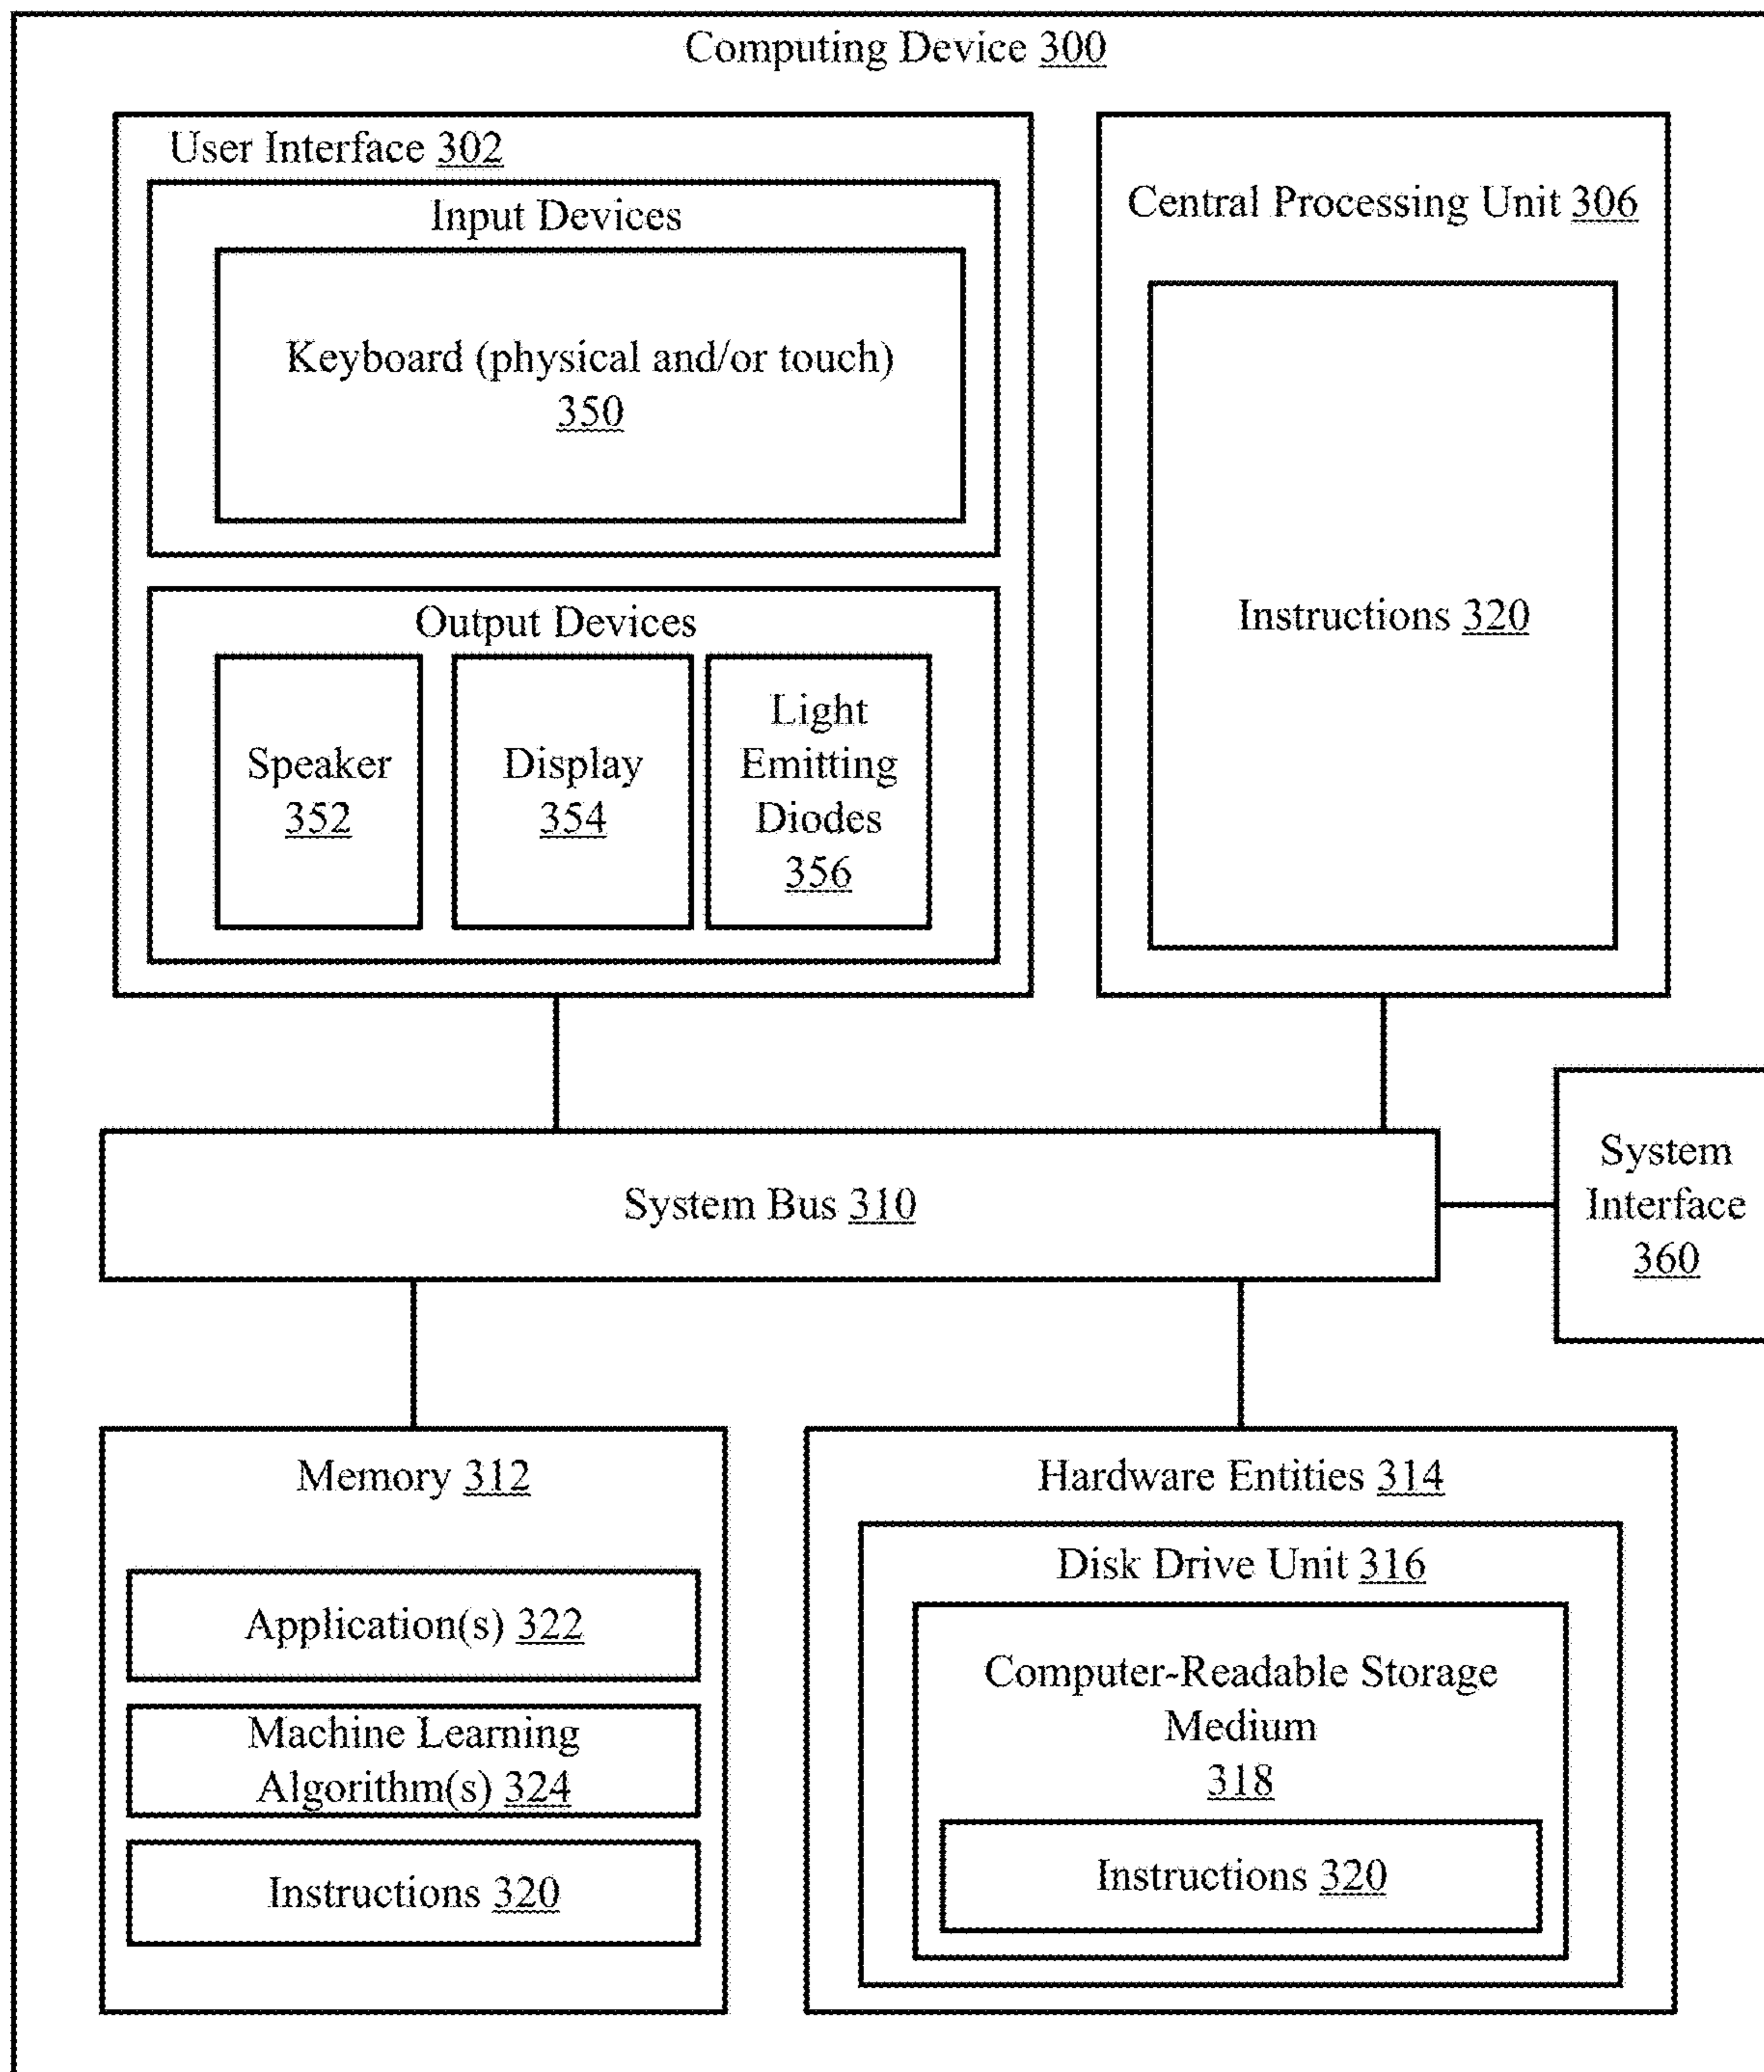 Computing Device 300
User Interface 302
Input Devices
Keyboard (physical and/or touch)
350
Output Devices
Speaker
352
Display
354
Light
Emitting
Diodes
356
Central Processing Unit 306
Instructions 320
System Bus 310
System
Interface
360
Memory 312
Application(s) 322
Machine Learning
Algorithm(s) 324
Instructions 320
Hardware Entities 314
Disk Drive Unit 316
Computer-Readable Storage
Medium
318
Instructions 320